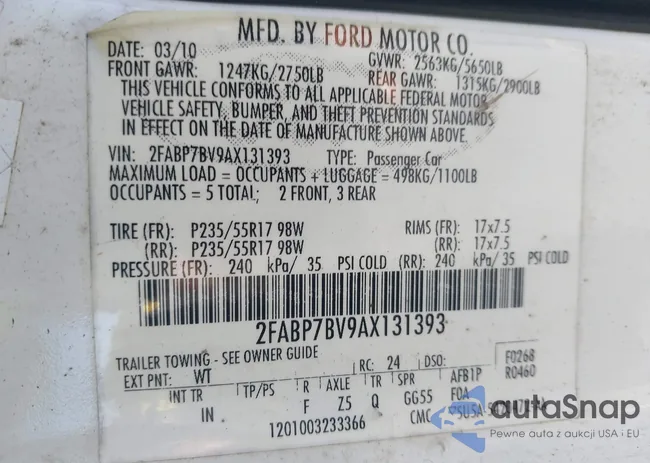 MFD. BY FORD MOTOR CO.
DATE: 03/10 GVWR: 2563KG/5650LB
FRONT GAWR: 1247KG/2750LB REAR GAWR: 1315KG/2900LB
THIS VEHICLE CONFORMS TO ALL APPLICABLE FEDERAL MOTOR
VEHICLE SAFETY, BUMPER, AND THEFT PREVENTION STANDARDS
IN EFFECT ON THE DATE OF MANUFACTURE SHOWN ABOVE.
VIN: 2FABP7BV9AX131393 TYPE: Passenger Car
MAXIMUM LOAD = OCCUPANTS + LUGGAGE = 498KG/1100LB
OCCUPANTS = 5 TOTAL; 2 FRONT, 3 REAR
TIRE (FR): P235/55R17 98W RIMS (FR): 17x7.5
(RR): P235/55R17 98W (RR): 17x7.5
PRESSURE (FR): 240 kPa/ 35 PSI COLD (RR): 240 kPa/ 35 PSI COLD
2FABP7BV9AX131393
TRAILER TOWING - SEE OWNER GUIDE
EXT PNT: WT RC: 24 DSO: F0268
R0460
INT TR TP/PS R AXLE TR SPR AFB1P
IN F Z5 Q GG55 F0A
1201003233366 CMC
autoSnap
Pewne auta z aukcji USA i EU